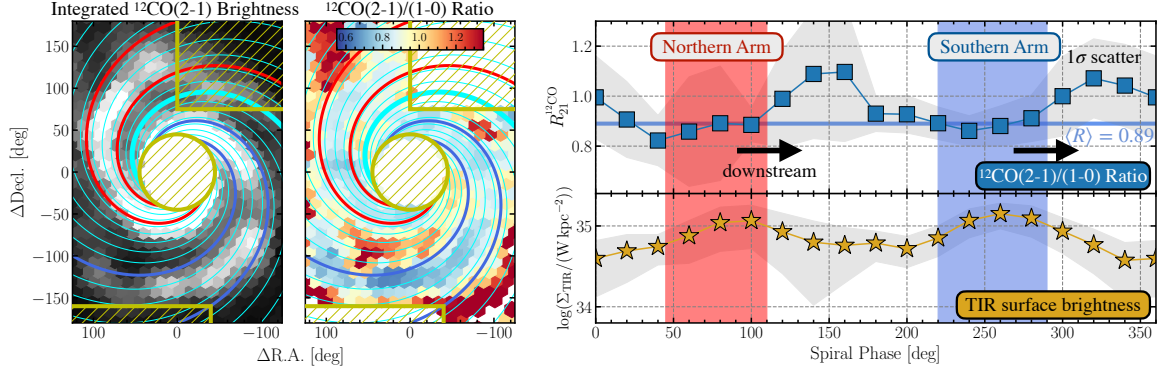 Integrated ¹²CO(2-1) Brightness
¹²CO(2-1)/(1-0) Ratio
0.6 0.8 1.0 1.2
ΔDecl. [deg]
150
100
50
0
−50
−100
−150
100 0 −100
100 0 −100
ΔR.A. [deg]
Northern Arm
Southern Arm
1σ scatter
R₂₁^¹²CO
1.2
1.0
0.8
⟨R⟩ = 0.89
downstream
¹²CO(2-1)/(1-0) Ratio
log(Σ_TIR/(W kpc⁻²))
35
34
TIR surface brightness
0 50 100 150 200 250 300 350
Spiral Phase [deg]